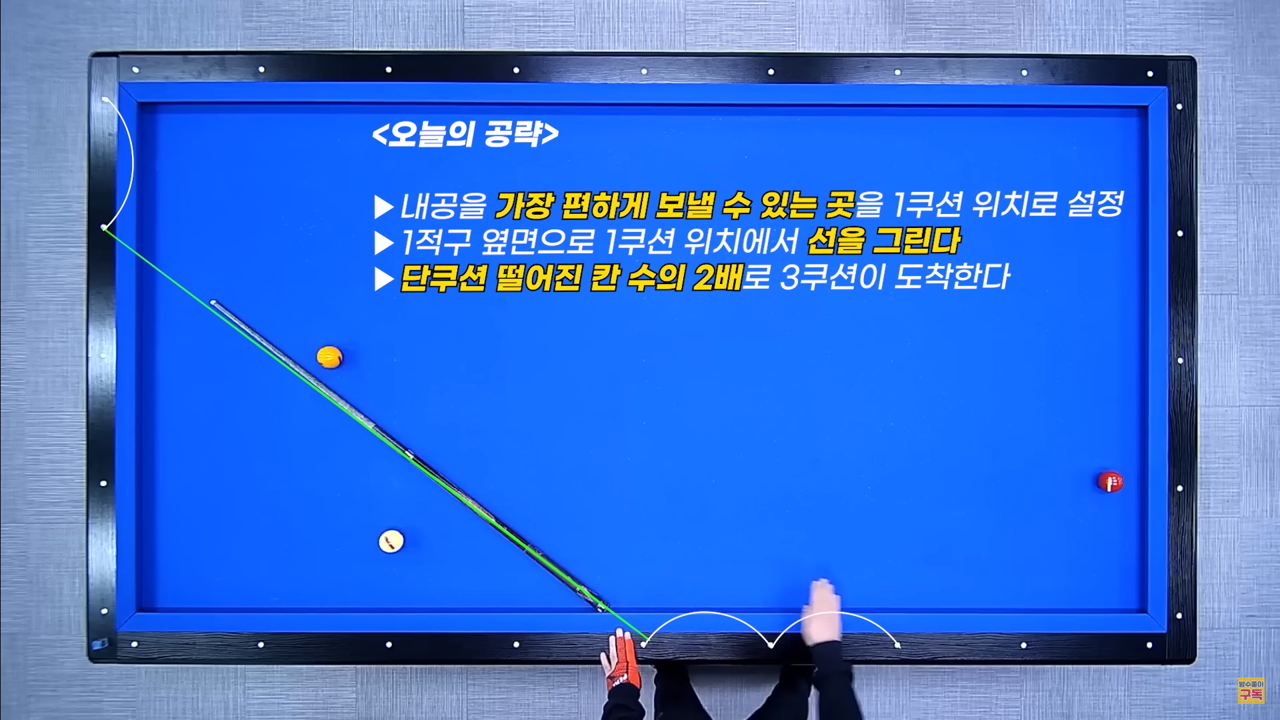 <오늘의 공략>
▶내공을 가장 편하게 보낼 수 있는 곳을 1쿠션 위치로 설정
▶1적구 옆면으로 1쿠션 위치에서 선을 그린다
▶단쿠션 떨어진 칸 수의 2배로 3쿠션이 도착한다
구독